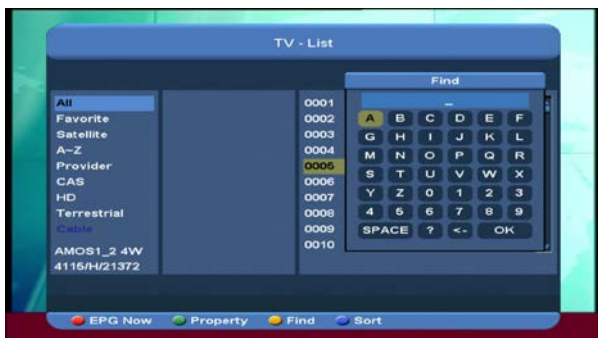 TV - List
Find
_
All
Favorite
Satellite
A~Z
Provider
CAS
HD
Terrestrial
Cable
AMOS1_2 4W
4115/H/21372
0001
0002
0003
0004
0005
0006
0007
0008
0009
0010
A B C D E F
G H I J K L
M N O P Q R
S T U V W X
Y Z 0 1 2 3
4 5 6 7 8 9
SPACE ? <- OK
EPG Now Property Find Sort